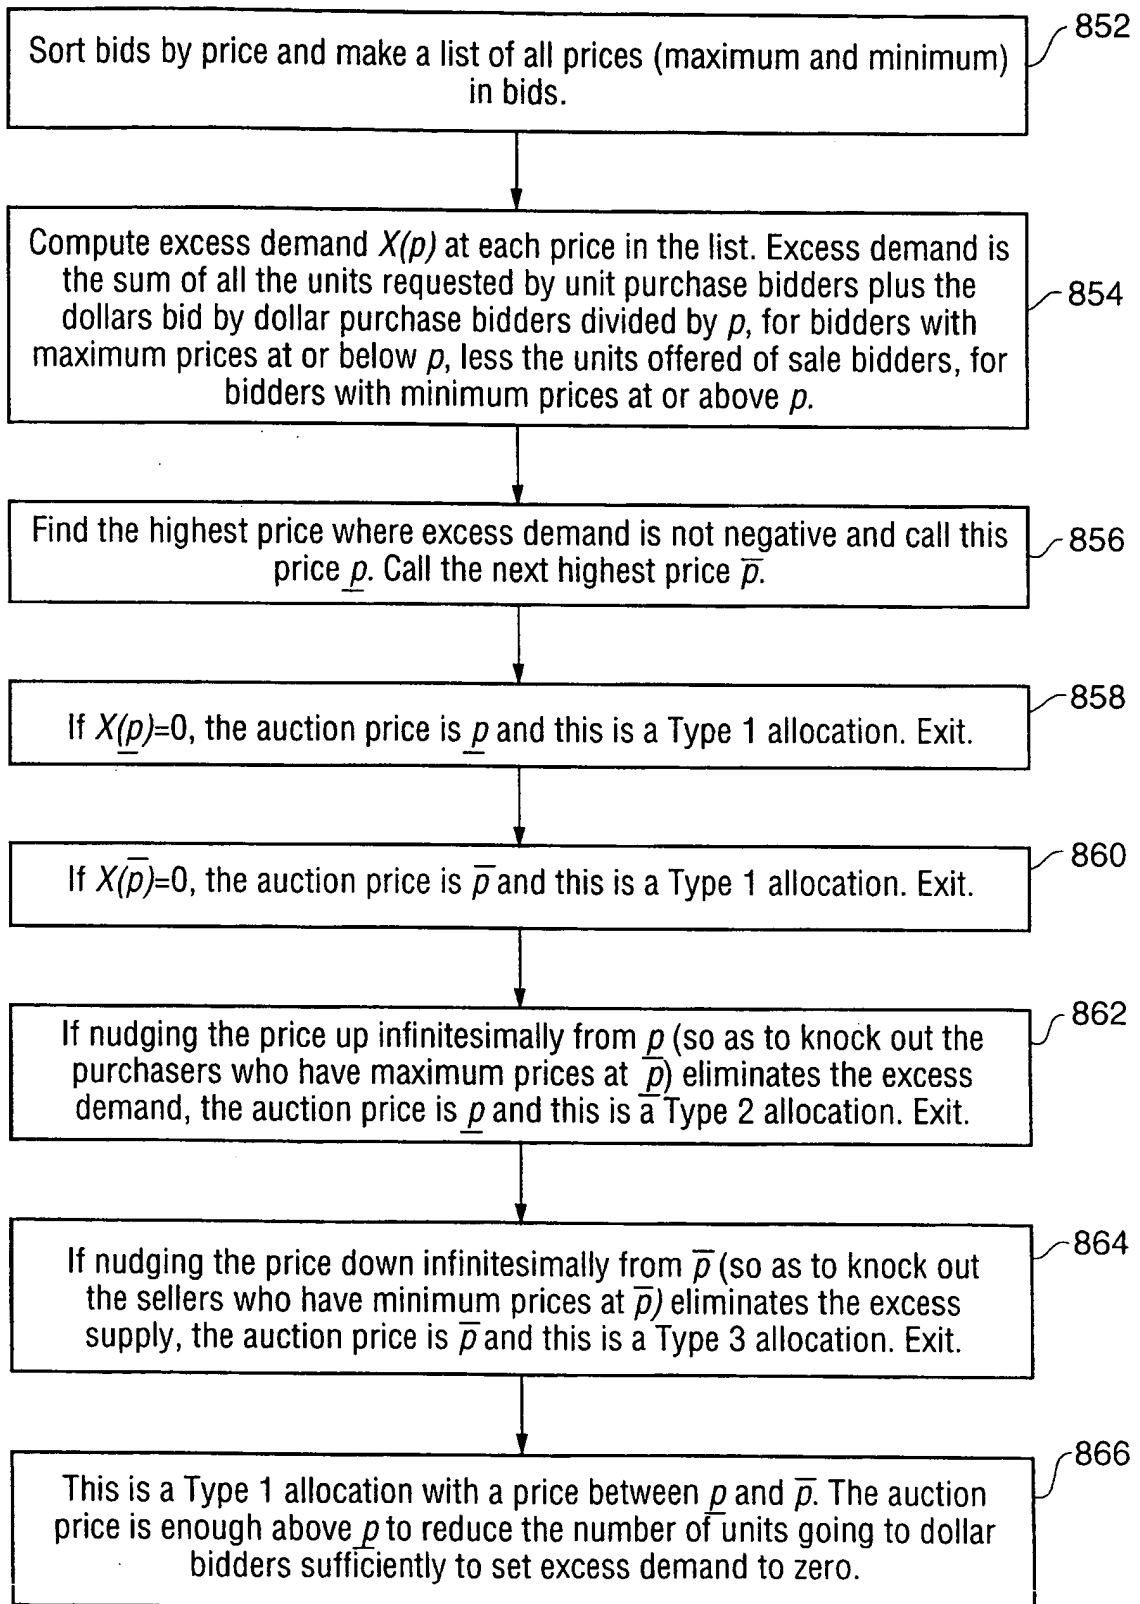 852
Sort bids by price and make a list of all prices (maximum and minimum)
in bids.
854
Compute excess demand X(p) at each price in the list. Excess demand is
the sum of all the units requested by unit purchase bidders plus the
dollars bid by dollar purchase bidders divided by p, for bidders with
maximum prices at or below p, less the units offered of sale bidders, for
bidders with minimum prices at or above p.
856
Find the highest price where excess demand is not negative and call this
price p̲. Call the next highest price p̅.
858
If X(p̲)=0, the auction price is p̲ and this is a Type 1 allocation. Exit.
860
If X(p̅)=0, the auction price is p̅ and this is a Type 1 allocation. Exit.
862
If nudging the price up infinitesimally from p̲ (so as to knock out the
purchasers who have maximum prices at p̲) eliminates the excess
demand, the auction price is p̲ and this is a Type 2 allocation. Exit.
864
If nudging the price down infinitesimally from p̅ (so as to knock out
the sellers who have minimum prices at p̅) eliminates the excess
supply, the auction price is p̅ and this is a Type 3 allocation. Exit.
866
This is a Type 1 allocation with a price between p̲ and p̅. The auction
price is enough above p̲ to reduce the number of units going to dollar
bidders sufficiently to set excess demand to zero.